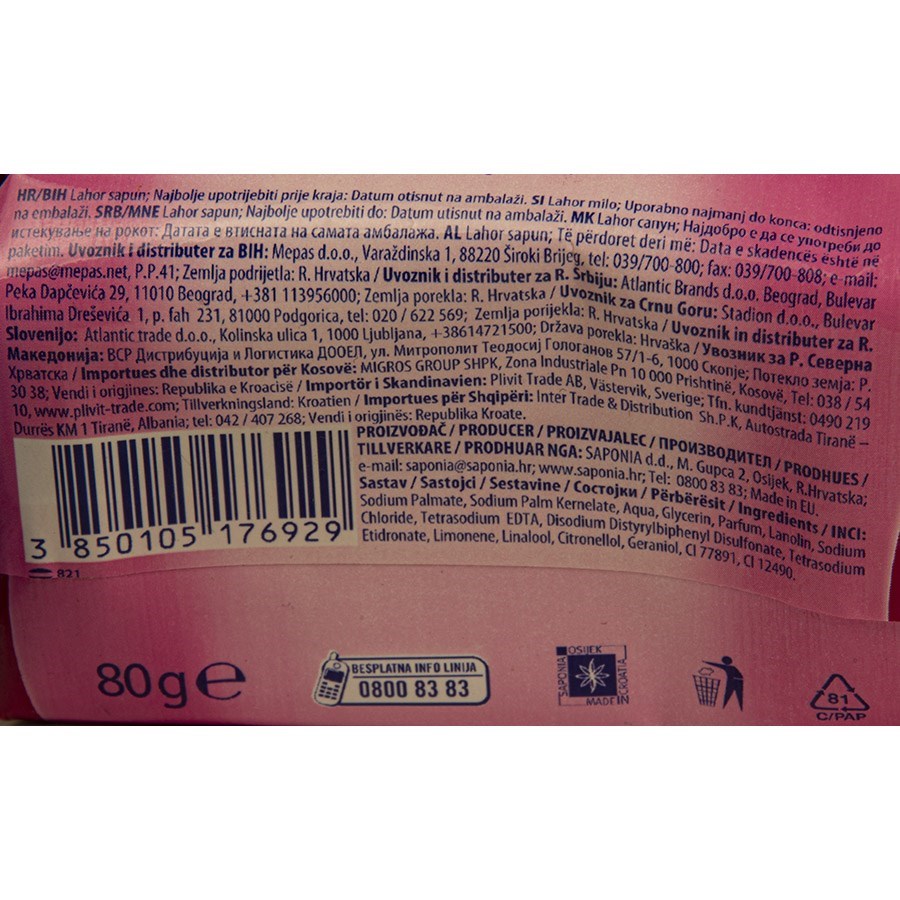 HR/BIH Lahor sapun; Najbolje upotrijebiti prije kraja: Datum otisnut na ambalaži. SI Lahor milo; Uporabno najmanj do konca: odtisnjeno
na embalaži. SRB/MNE Lahor sapun; Najbolje upotrebiti do: Datum utisnut na ambalaži. MK Lahor сапун; Најдобро е да се употреби до
истекување на рокот: Датата е втисната на самата амбалажа. AL Lahor sapun; Të përdoret deri më: Data e skadencës është në
paketim. Uvoznik i distributer za BIH: Mepas d.o.o., Varaždinska 1, 88220 Široki Brijeg, tel: 039/700-800; fax: 039/700-808; e-mail:
mepas@mepas.net, P.P.41; Zemlja podrijetla: R. Hrvatska / Uvoznik i distributer za R. Srbiju: Atlantic Brands d.o.o. Beograd, Bulevar
Peka Dapčevića 29, 11010 Beograd, +381 113956000; Zemlja porekla: R. Hrvatska / Uvoznik za Crnu Goru: Stadion d.o.o., Bulevar
Ibrahima Dreševića 1, p. fah 231, 81000 Podgorica, tel: 020 / 622 569; Zemlja porijekla: R. Hrvatska / Uvoznik in distributer za R.
Slovenijo: Atlantic trade d.o.o., Kolinska ulica 1, 1000 Ljubljana, +38614721500; Država porekla: Hrvaška / Увозник за Р. Северна
Македонија: ВСР Дистрибуција и Логистика ДООЕЛ, ул. Митрополит Теодосиј Гологанов 57/1-6, 1000 Скопје; Потекло земја: Р.
Хрватска / Importues dhe distributor për Kosovë: MIGROS GROUP SHPK, Zona Industriale Pn 10 000 Prishtinë, Kosovë, Tel: 038 / 54
30 38; Vendi i origjines: Republika e Kroacisë / Importör i Skandinavien: Plivit Trade AB, Västervik, Sverige; Tfn. kundtjänst: 0490 219
10, www.plivit-trade.com; Tillverkningsland: Kroatien / Importues për Shqipëri: Inter Trade & Distribution Sh.P.K, Autostrada Tiranë –
Durrës KM 1 Tiranë, Albania; tel: 042 / 407 268; Vendi i origjinës: Republika Kroate.
PROIZVOĐAČ / PRODUCER / PROIZVAJALEC / ПРОИЗВОДИТЕЛ / PRODHUES /
TILLVERKARE / PRODHUAR NGA: SAPONIA d.d., M. Gupca 2, Osijek, R.Hrvatska;
e-mail: saponia@saponia.hr; www.saponia.hr; Tel: 0800 83 83; Made in EU.
Sastav / Sastojci / Sestavine / Состојки / Përbërësit / Ingredients / INCI:
Sodium Palmate, Sodium Palm Kernelate, Aqua, Glycerin, Parfum, Lanolin, Sodium
Chloride, Tetrasodium EDTA, Disodium Distyrylbiphenyl Disulfonate, Tetrasodium
Etidronate, Limonene, Linalool, Citronellol, Geraniol, CI 77891, CI 12490.
3 850105 176929
821
80 g e
BESPLATNA INFO LINIJA
0800 83 83
SAPONIA OSIJEK
MADE IN CROATIA
81
C/PAP